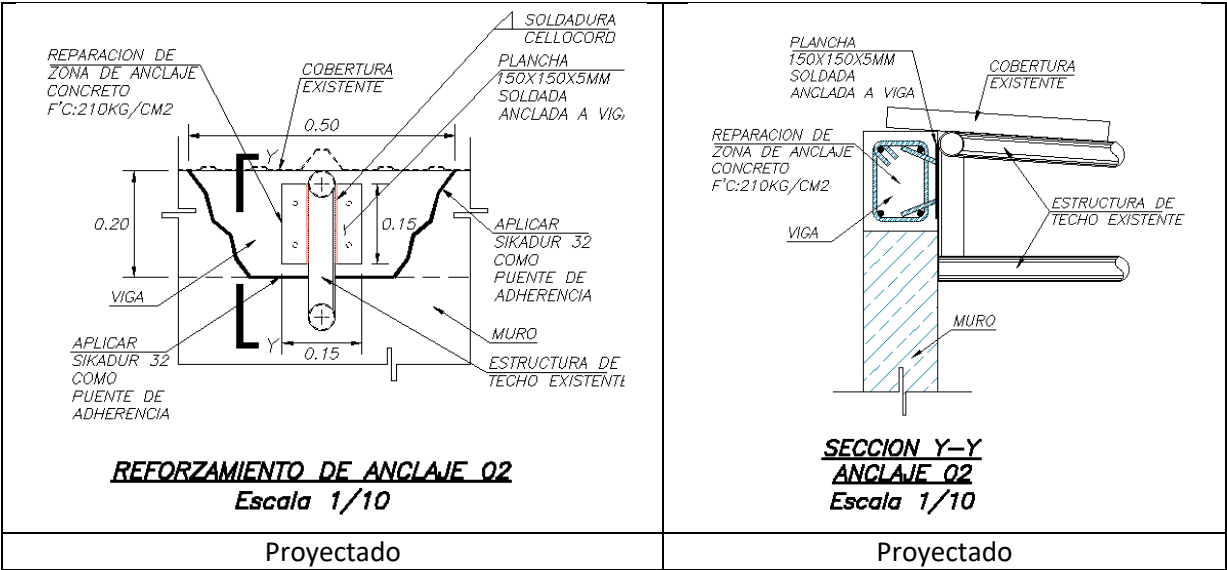 REPARACION DE
ZONA DE ANCLAJE
CONCRETO
F'C:210KG/CM2
COBERTURA
EXISTENTE
SOLDADURA
CELLOCORD
PLANCHA
150X150X5MM
SOLDADA
ANCLADA A VIGA
0.50
Y
0.20
0.15
APLICAR
SIKADUR 32
COMO
PUENTE DE
ADHERENCIA
VIGA
MURO
Y
0.15
APLICAR
SIKADUR 32
COMO
PUENTE DE
ADHERENCIA
ESTRUCTURA DE
TECHO EXISTENTE
REFORZAMIENTO DE ANCLAJE 02
Escala 1/10
Proyectado
PLANCHA
150X150X5MM
SOLDADA
ANCLADA A VIGA
COBERTURA
EXISTENTE
REPARACION DE
ZONA DE ANCLAJE
CONCRETO
F'C:210KG/CM2
ESTRUCTURA DE
TECHO EXISTENTE
VIGA
MURO
SECCION Y-Y
ANCLAJE 02
Escala 1/10
Proyectado